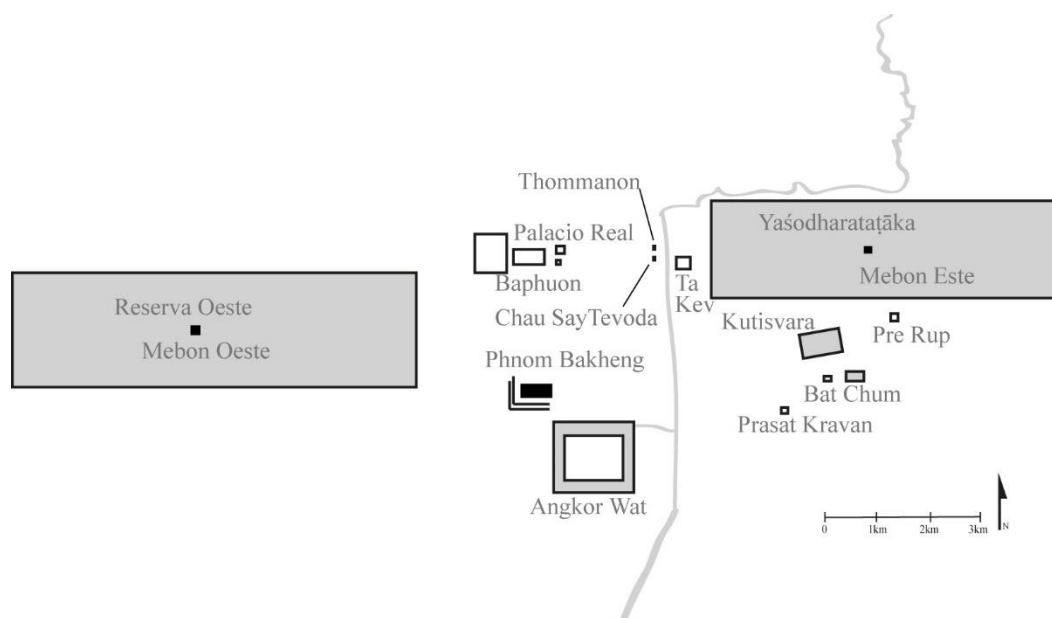 Thommanon
Palacio Real
Baphuon
Chau SayTevoda
Ta
Kev
Yaśodharataṭāka
Mebon Este
Reserva Oeste
Mebon Oeste
Kutisvara
Pre Rup
Phnom Bakheng
Bat Chum
Prasat Kravan
Angkor Wat
0 1km 2km 3km
N